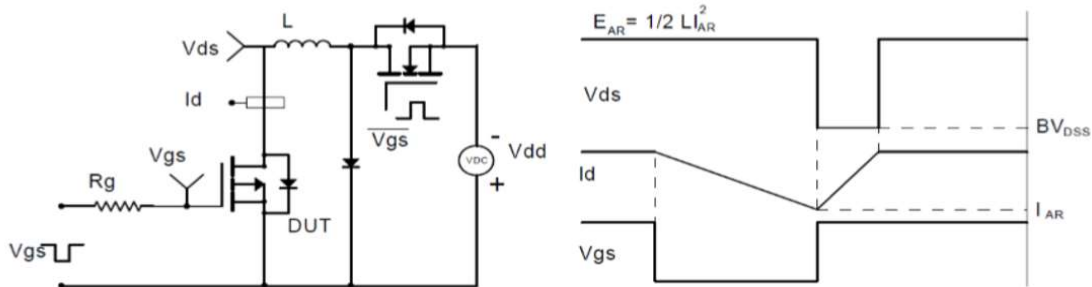 L
Vds
Id
Vgs
Vgs
Rg
DUT
Vgs
VDC
-
Vdd
+
E_AR = 1/2 LI_AR^2
Vds
BV_DSS
Id
I_AR
Vgs